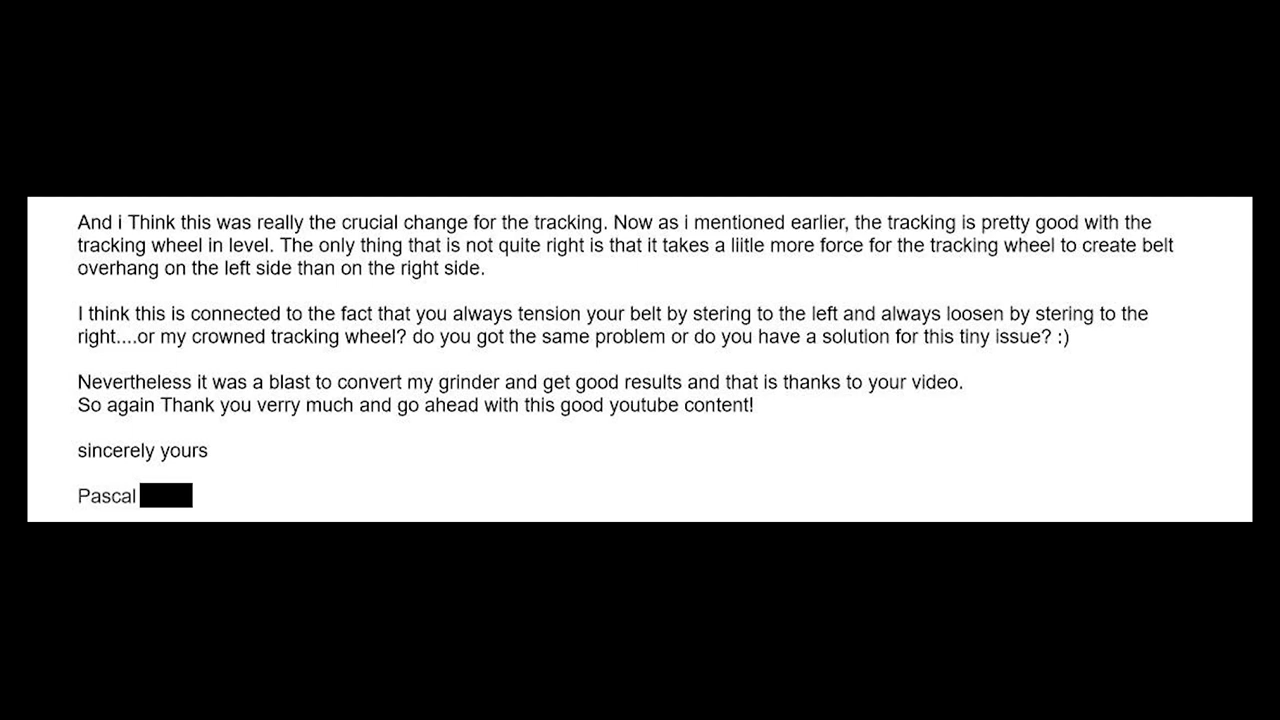 And i Think this was really the crucial change for the tracking. Now as i mentioned earlier, the tracking is pretty good with the
tracking wheel in level. The only thing that is not quite right is that it takes a liitle more force for the tracking wheel to create belt
overhang on the left side than on the right side.
I think this is connected to the fact that you always tension your belt by stering to the left and always loosen by stering to the
right....or my crowned tracking wheel? do you got the same problem or do you have a solution for this tiny issue? :)
Nevertheless it was a blast to convert my grinder and get good results and that is thanks to your video.
So again Thank you verry much and go ahead with this good youtube content!
sincerely yours
Pascal